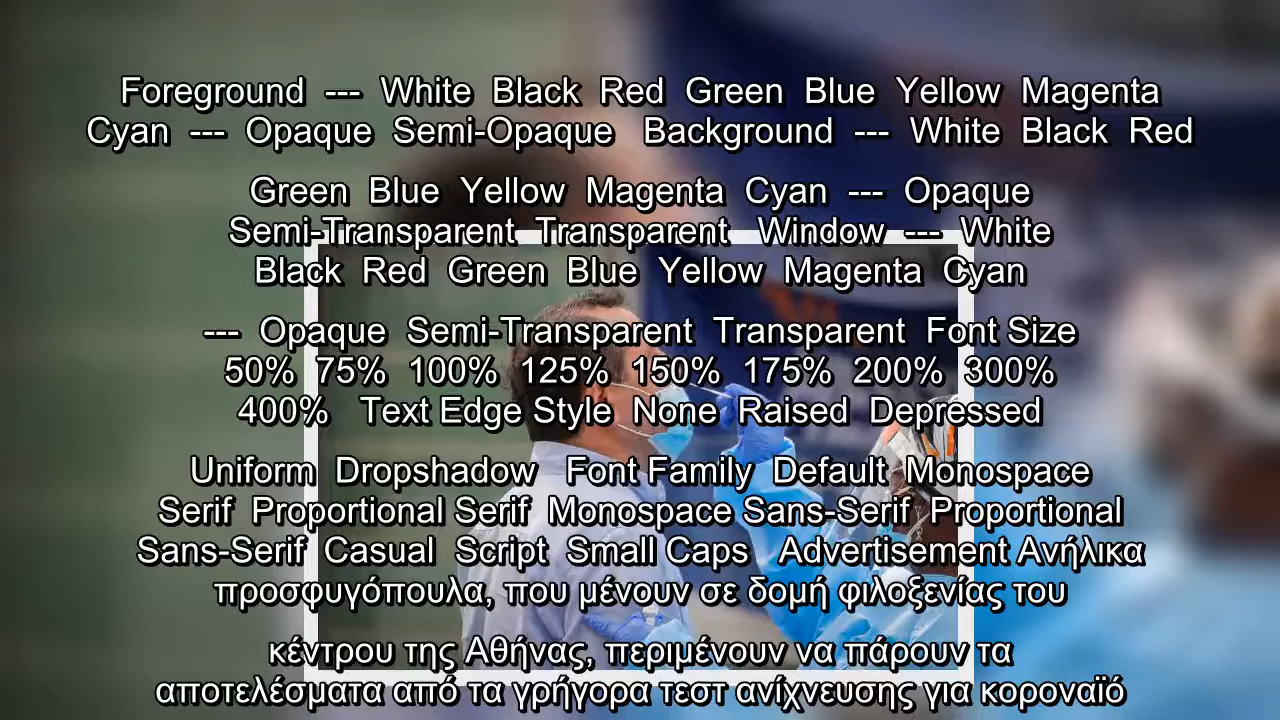 Foreground --- White Black Red Green Blue Yellow Magenta
Cyan --- Opaque Semi-Opaque Background --- White Black Red
Green Blue Yellow Magenta Cyan --- Opaque
Semi-Transparent Transparent Window --- White
Black Red Green Blue Yellow Magenta Cyan
--- Opaque Semi-Transparent Transparent Font Size
50% 75% 100% 125% 150% 175% 200% 300%
400% Text Edge Style None Raised Depressed
Uniform Dropshadow Font Family Default Monospace
Serif Proportional Serif Monospace Sans-Serif Proportional
Sans-Serif Casual Script Small Caps Advertisement Ανήλικα
προσφυγόπουλα, που μένουν σε δομή φιλοξενίας του
κέντρου της Αθήνας, περιμένουν να πάρουν τα
αποτελέσματα από τα γρήγορα τεστ ανίχνευσης για κοροναϊό